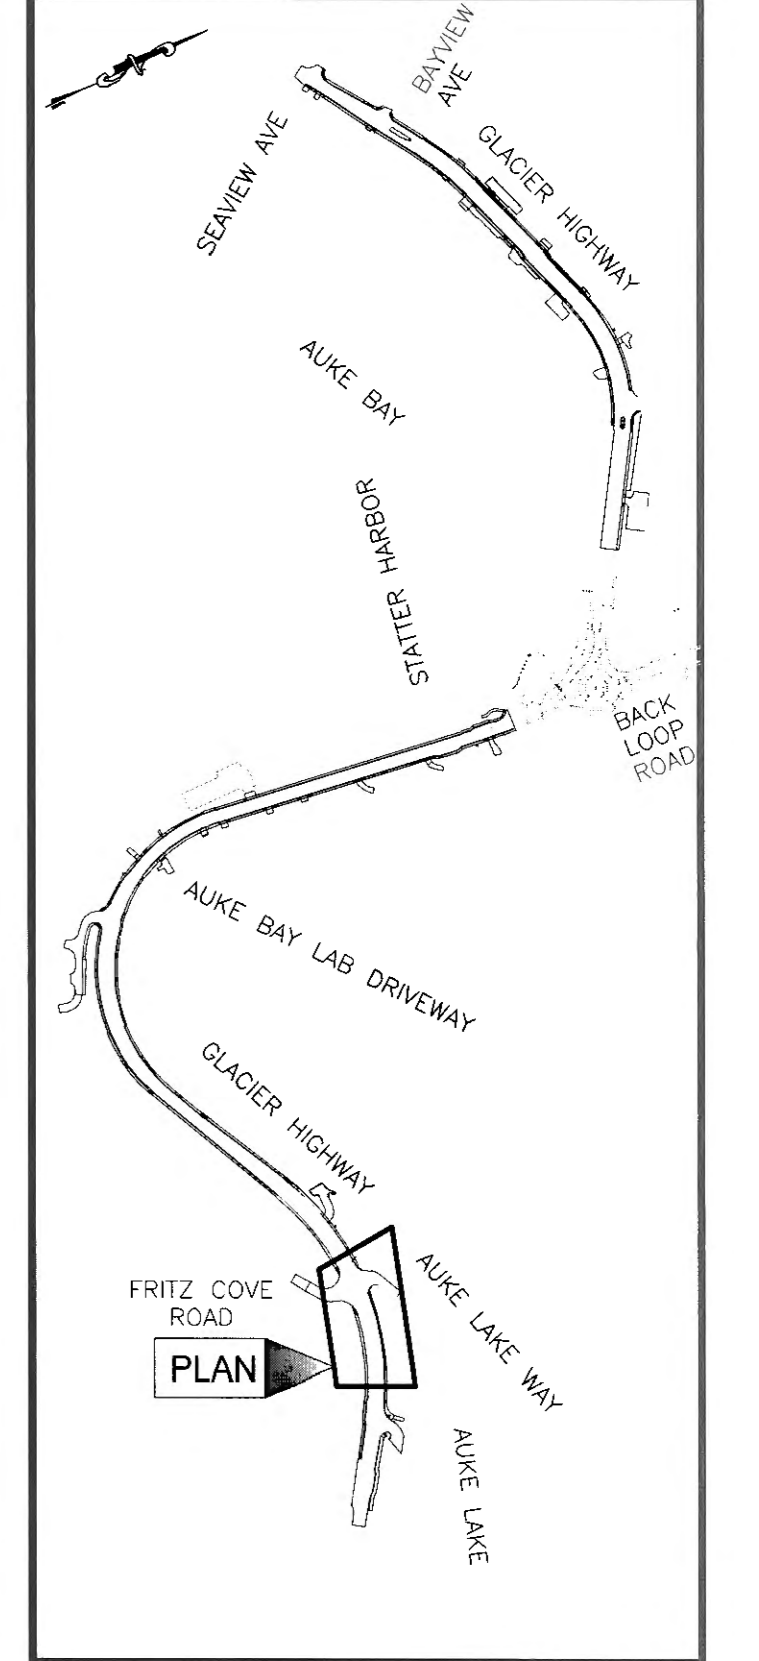 BAYVIEW
AVE
SEAVIEW AVE
GLACIER HIGHWAY
AUKE BAY
STATTER HARBOR
BACK
LOOP
ROAD
AUKE BAY LAB DRIVEWAY
GLACIER HIGHWAY
FRITZ COVE
ROAD
AUKE LAKE WAY
PLAN
AUKE LAKE